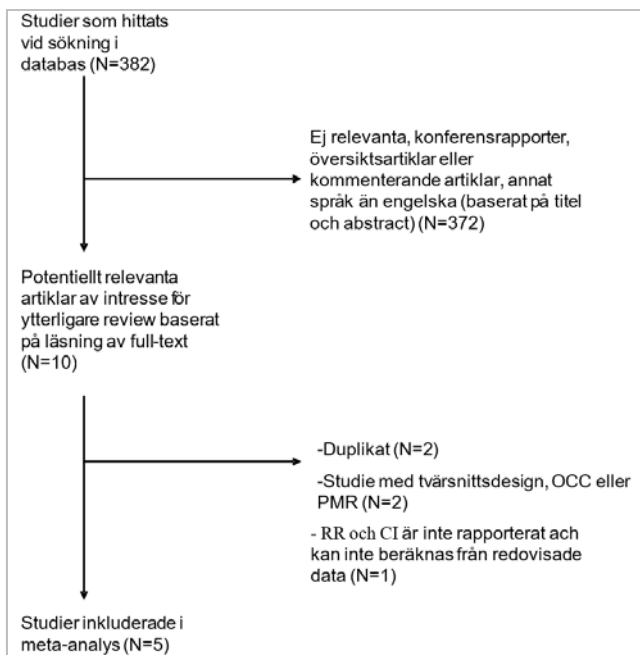 Studier som hittats
vid sökning i
databas (N=382)
Ej relevanta, konferensrapporter,
översiktsartiklar eller
kommenterande artiklar, annat
språk än engelska (baserat på titel
och abstract) (N=372)
Potentiellt relevanta
artiklar av intresse för
ytterligare review baserat
på läsning av full-text
(N=10)
-Duplikat (N=2)
-Studie med tvärsnittsdesign, OCC eller
PMR (N=2)
- RR och CI är inte rapporterat ach
kan inte beräknas från redovisade
data (N=1)
Studier inkluderade i
meta-analys (N=5)